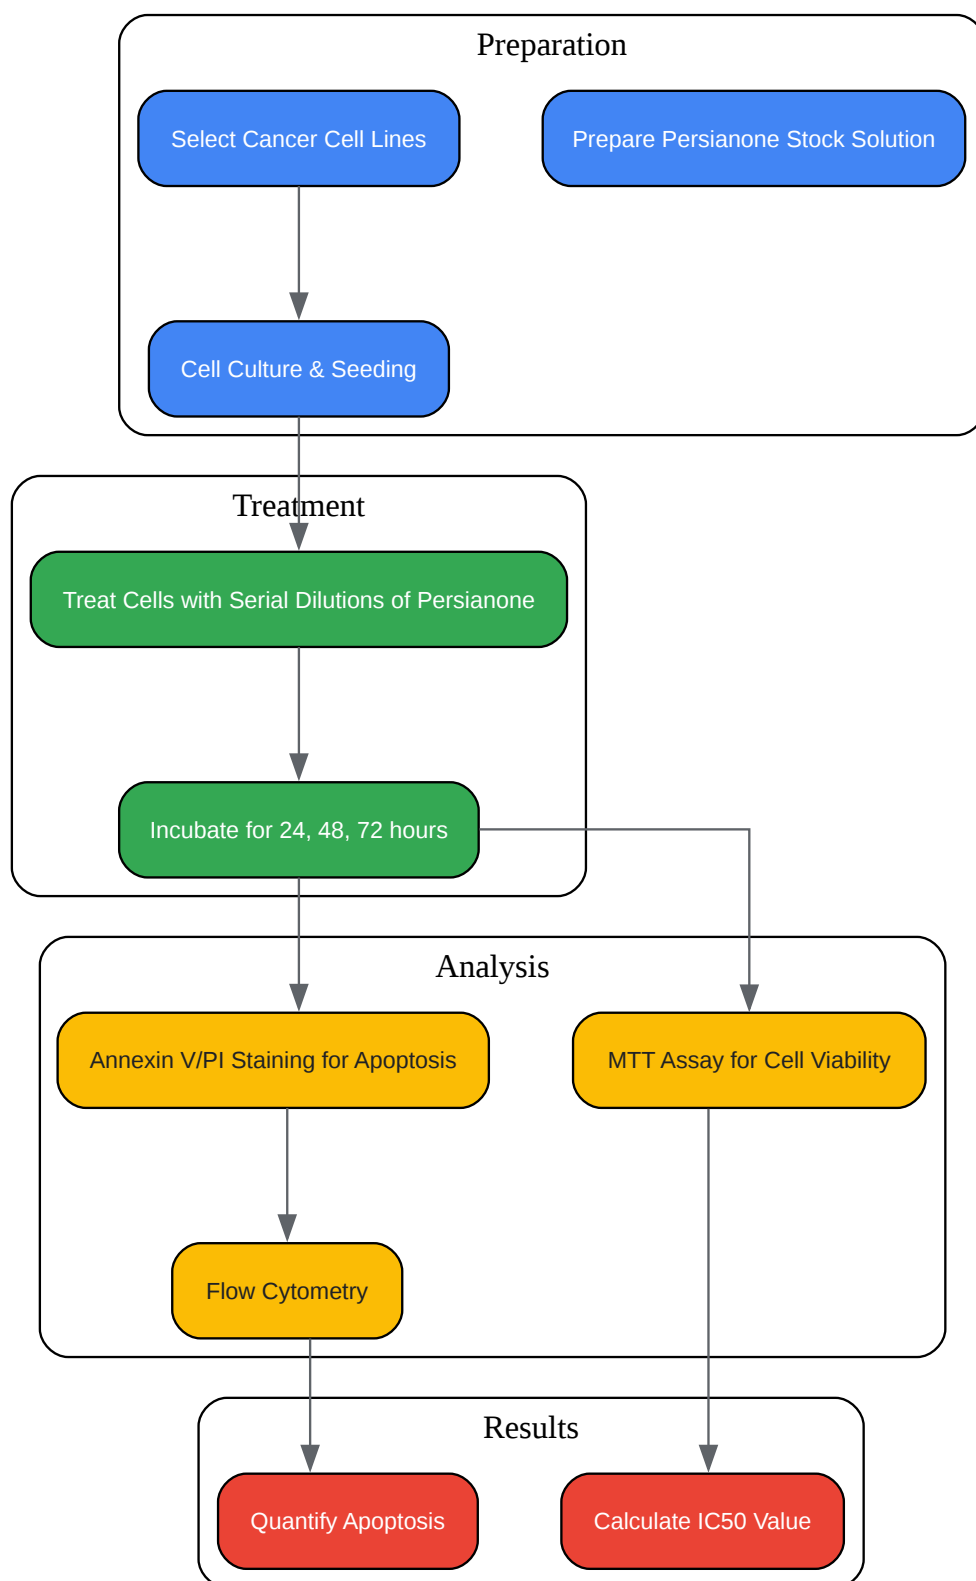 Preparation
Select Cancer Cell Lines
Prepare Persianone Stock Solution
Cell Culture & Seeding
Treatment
Treat Cells with Serial Dilutions of Persianone
Incubate for 24, 48, 72 hours
Analysis
Annexin V/PI Staining for Apoptosis
MTT Assay for Cell Viability
Flow Cytometry
Results
Quantify Apoptosis
Calculate IC50 Value